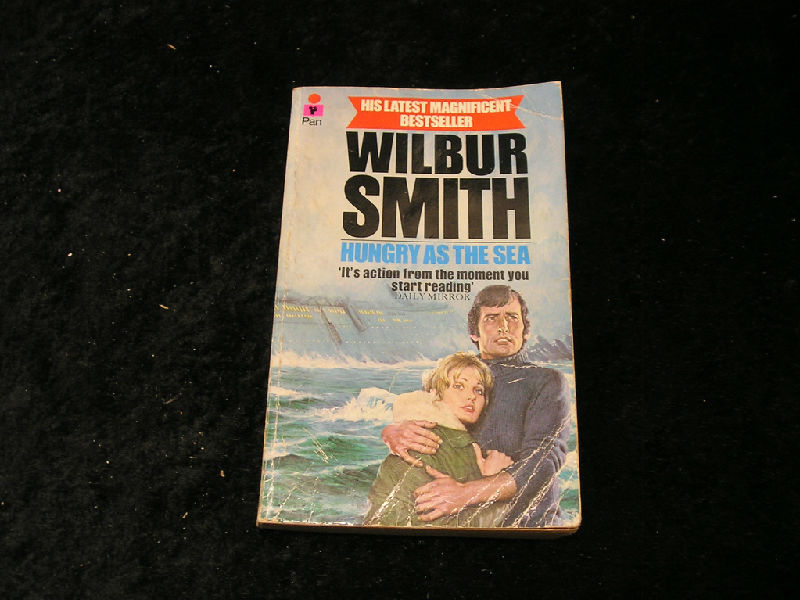 Pan
HIS LATEST MAGNIFICENT
BESTSELLER
WILBUR
SMITH
HUNGRY AS THE SEA
'It's action from the moment you
start reading'
DAILY MIRROR